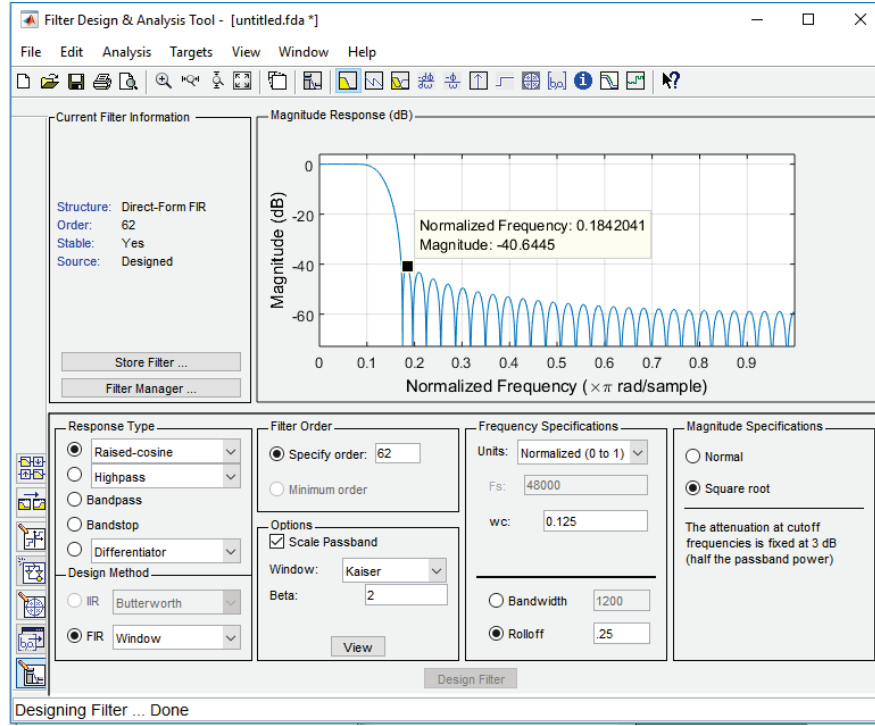 Filter Design & Analysis Tool - [untitled.fda *]
File Edit Analysis Targets View Window Help
Current Filter Information
Structure: Direct-Form FIR
Order: 62
Stable: Yes
Source: Designed
Store Filter ...
Filter Manager ...
Magnitude Response (dB)
Magnitude (dB)
0
-20
-40
-60
Normalized Frequency: 0.1842041
Magnitude: -40.6445
0 0.1 0.2 0.3 0.4 0.5 0.6 0.7 0.8 0.9
Normalized Frequency (×π rad/sample)
Response Type
Raised-cosine
Highpass
Bandpass
Bandstop
Differentiator
Design Method
IIR Butterworth
FIR Window
Filter Order
Specify order: 62
Minimum order
Options
Scale Passband
Window: Kaiser
Beta: 2
View
Frequency Specifications
Units: Normalized (0 to 1)
Fs: 48000
wc: 0.125
Bandwidth 1200
Rolloff .25
Magnitude Specifications
Normal
Square root
The attenuation at cutoff
frequencies is fixed at 3 dB
(half the passband power)
Design Filter
Designing Filter ... Done